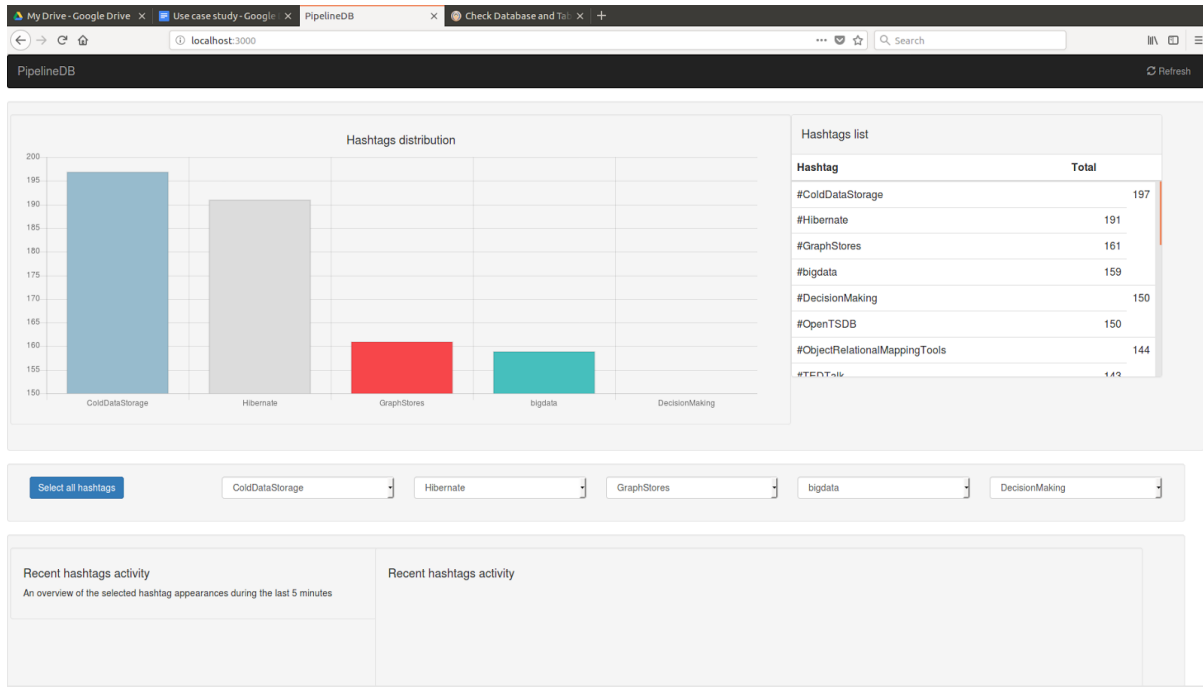 My Drive - Google Drive
Use case study - Google
PipelineDB
Check Database and Tab
localhost:3000
Search
PipelineDB
Refresh
Hashtags distribution
200
195
190
185
180
175
170
165
160
155
150
ColdDataStorage Hibernate GraphStores bigdata DecisionMaking
Hashtags list
Hashtag Total
#ColdDataStorage 197
#Hibernate 191
#GraphStores 161
#bigdata 159
#DecisionMaking 150
#OpenTSDB 150
#ObjectRelationalMappingTools 144
#TEDTalk 143
Select all hashtags ColdDataStorage Hibernate GraphStores bigdata DecisionMaking
Recent hashtags activity
An overview of the selected hashtag appearances during the last 5 minutes
Recent hashtags activity